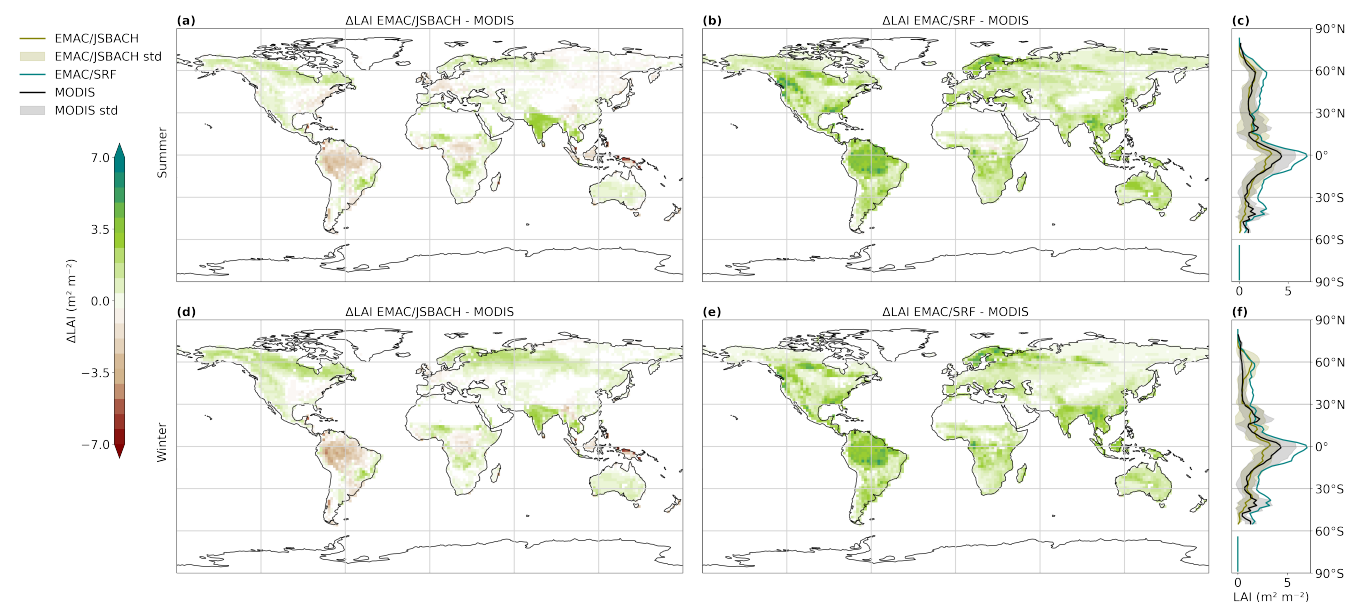 (a) ΔLAI EMAC/JSBACH - MODIS
(b) ΔLAI EMAC/SRF - MODIS
(c)
EMAC/JSBACH
EMAC/JSBACH std
EMAC/SRF
MODIS
MODIS std
Summer
90°N
60°N
30°N
0°
30°S
60°S
90°S
0 5
7.0
3.5
0.0
−3.5
−7.0
ΔLAI (m² m⁻²)
(d) ΔLAI EMAC/JSBACH - MODIS
(e) ΔLAI EMAC/SRF - MODIS
(f)
Winter
90°N
60°N
30°N
0°
30°S
60°S
90°S
0 5
LAI (m² m⁻²)